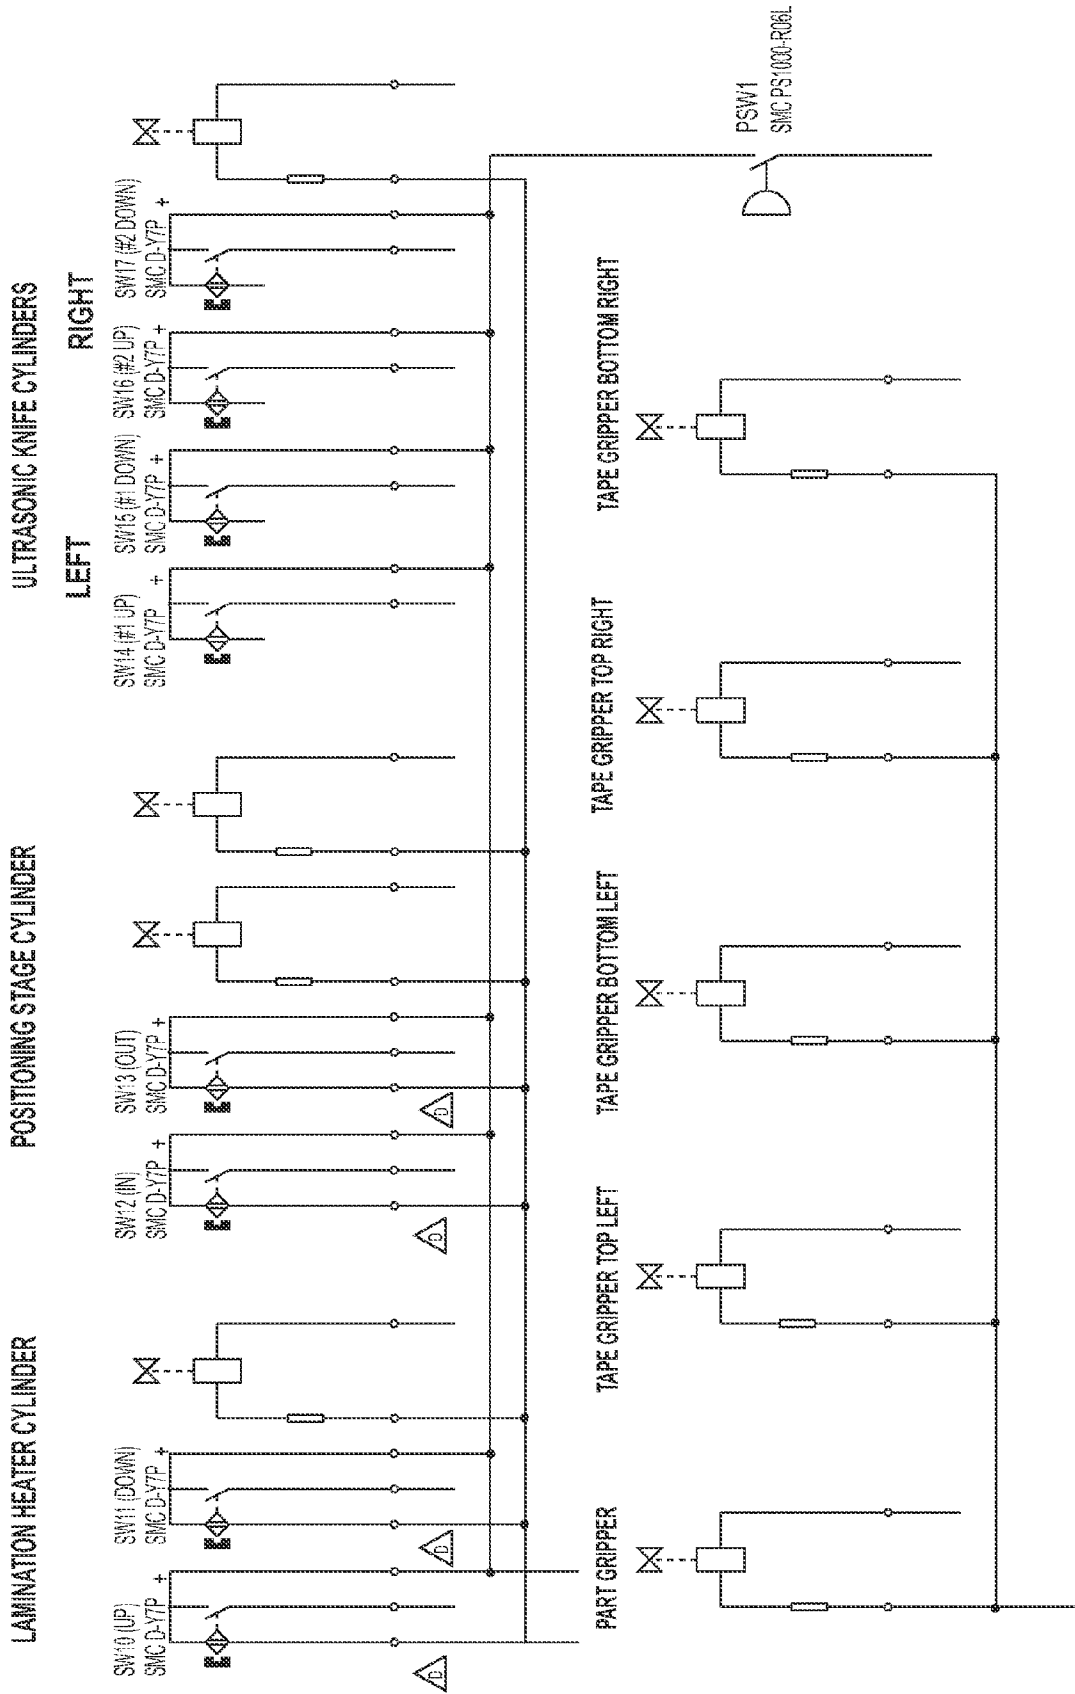 LAMINATION HEATER CYLINDER
POSITIONING STAGE CYLINDER
ULTRASONIC KNIFE CYLINDERS
LEFT
RIGHT
SW10 (UP)
SMC D-Y7P +
SW11 (DOWN)
SMC D-Y7P +
SW12 (IN)
SMC D-Y7P +
SW13 (OUT)
SMC D-Y7P +
SW14 (#1 UP)
SMC D-Y7P +
SW15 (#1 DOWN)
SMC D-Y7P +
SW16 (#2 UP)
SMC D-Y7P +
SW17 (#2 DOWN)
SMC D-Y7P +
D
D
D
D
PART GRIPPER
TAPE GRIPPER TOP LEFT
TAPE GRIPPER BOTTOM LEFT
TAPE GRIPPER TOP RIGHT
TAPE GRIPPER BOTTOM RIGHT
PSW1
SMC PS1000-R06L